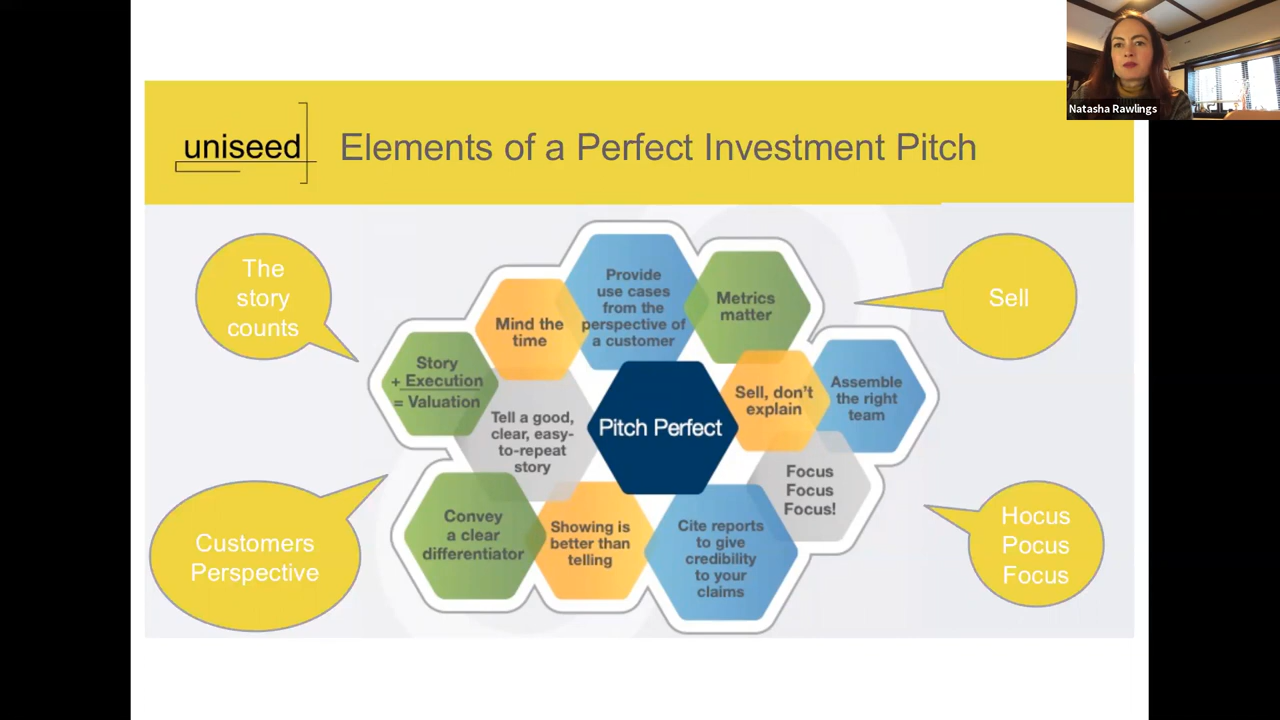 Natasha Rawlings
uniseed
Elements of a Perfect Investment Pitch
The
story
counts
Sell
Customers
Perspective
Hocus
Pocus
Focus
Provide
use cases
from the
perspective of
a customer
Metrics
matter
Mind the
time
Story
+ Execution
= Valuation
Tell a good,
clear, easy-
to-repeat
story
Pitch Perfect
Sell, don't
explain
Assemble
the right
team
Focus
Focus
Focus!
Convey
a clear
differentiator
Showing is
better than
telling
Cite reports
to give
credibility
to your
claims